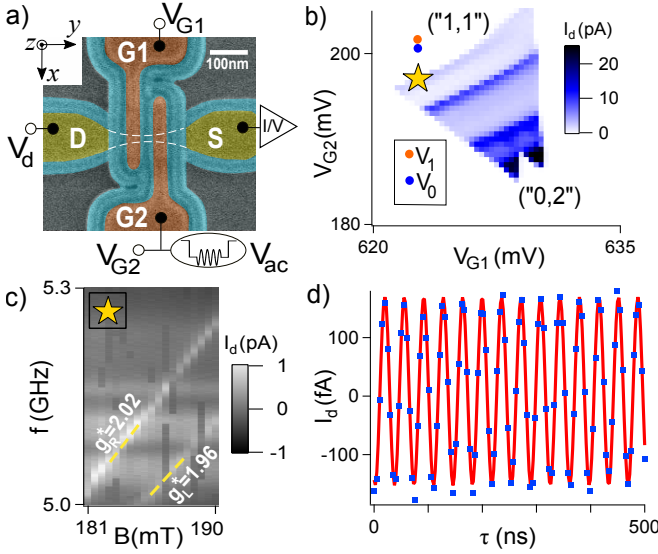 a)
z
y
x
V_G1
G1
100nm
D
S
I/V
V_d
G2
V_G2
V_ac
b)
("1,1")
I_d (pA)
205
20
10
0
V_G2 (mV)
V_1
V_0
("0,2")
180
620
635
V_G1 (mV)
c)
5.3
I_d (pA)
1
0
-1
f (GHz)
g*_R=2.02
g*_L=1.96
5.0
181
B(mT)
190
d)
100
0
-100
I_d (fA)
0
500
τ (ns)